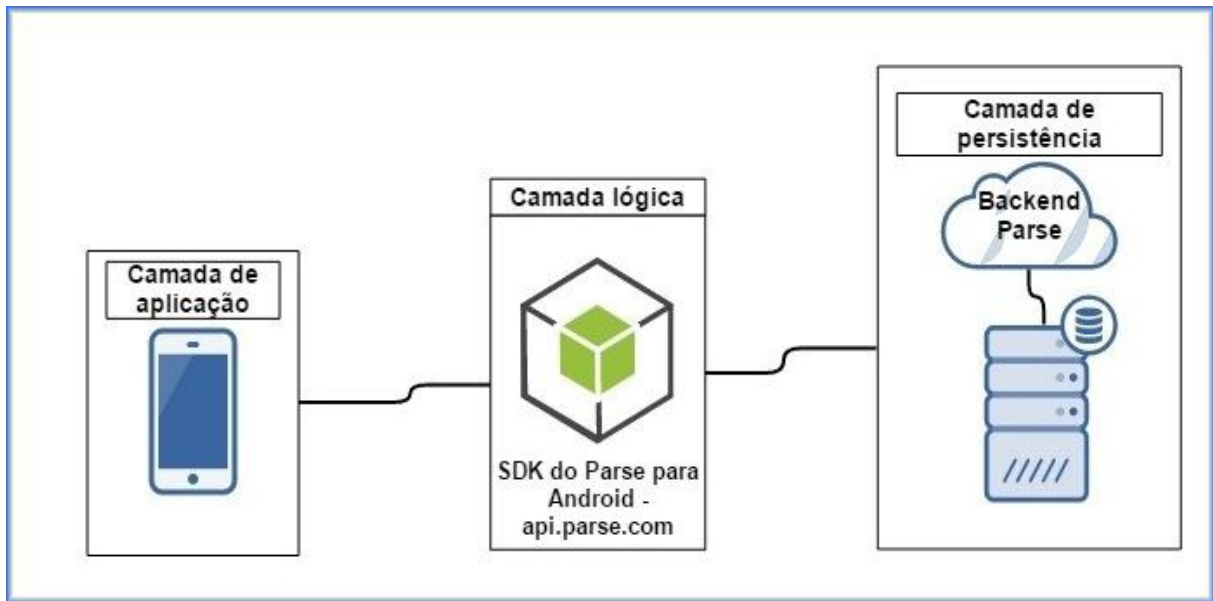 Camada de
aplicação
Camada lógica
SDK do Parse para
Android -
api.parse.com
Camada de
persistência
Backend
Parse